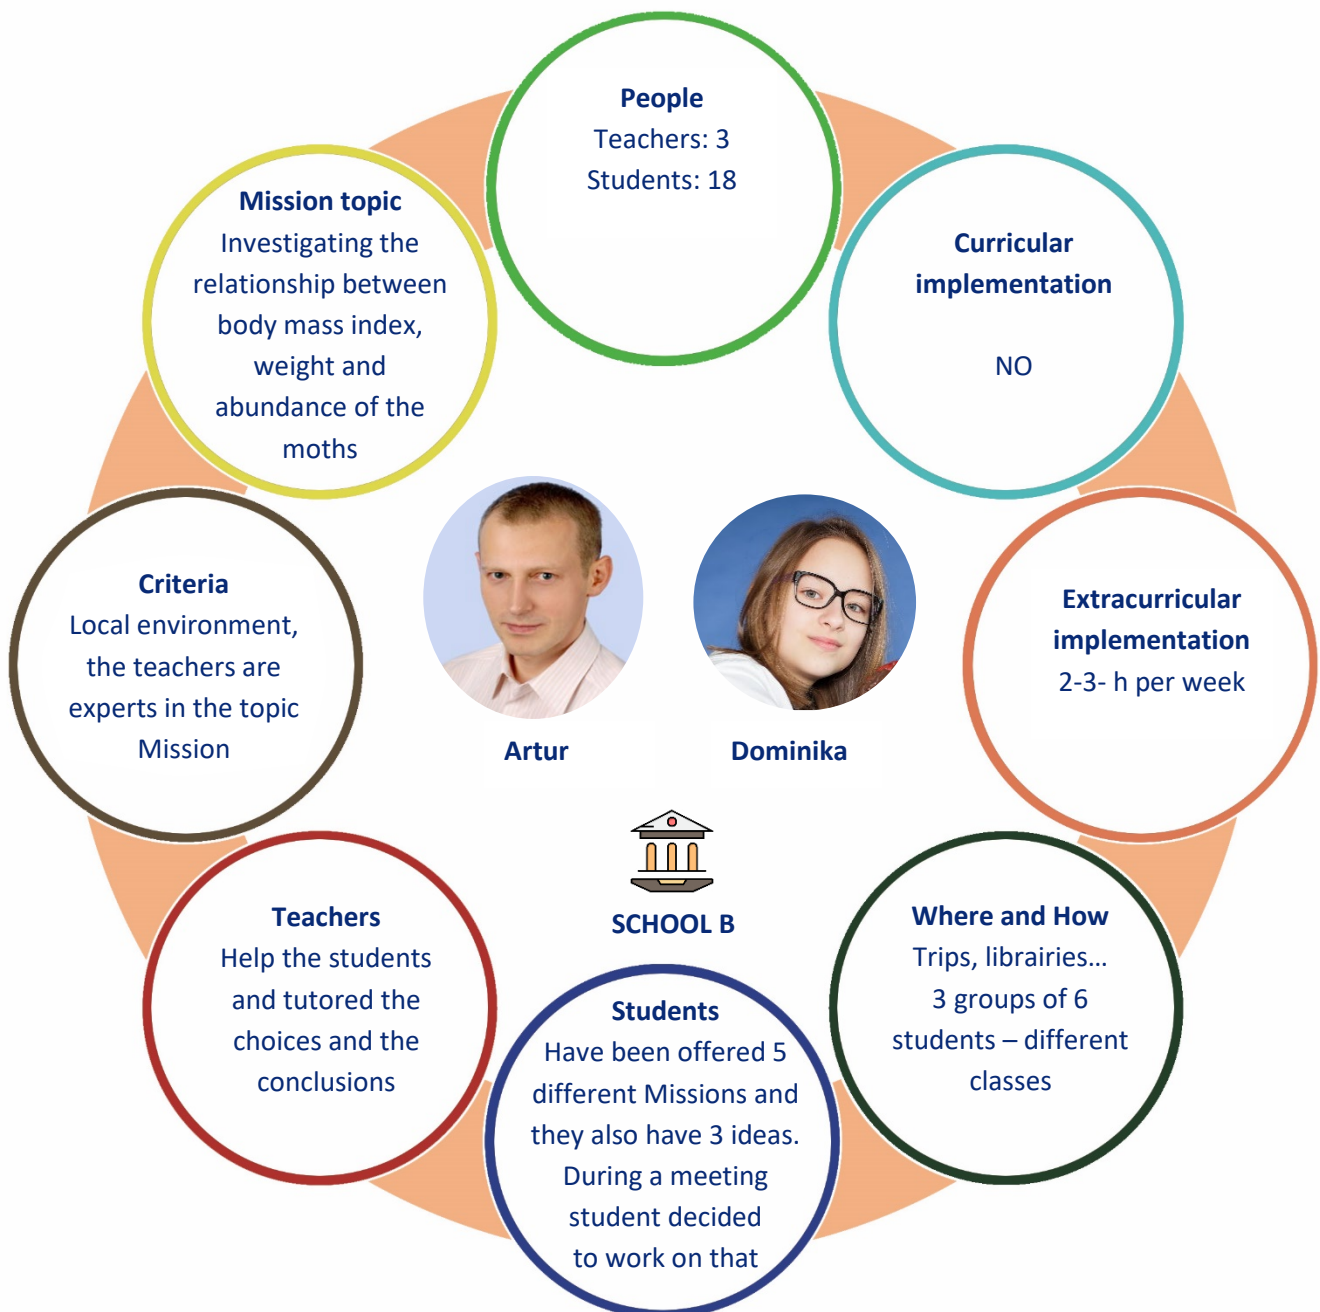 People
Teachers: 3
Students: 18
Curricular
implementation
NO
Extracurricular
implementation
2-3- h per week
Where and How
Trips, librairies...
3 groups of 6
students – different
classes
Students
Have been offered 5
different Missions and
they also have 3 ideas.
During a meeting
student decided
to work on that
Teachers
Help the students
and tutored the
choices and the
conclusions
Criteria
Local environment,
the teachers are
experts in the topic
Mission
Mission topic
Investigating the
relationship between
body mass index,
weight and
abundance of the
moths
Artur
Dominika
SCHOOL B